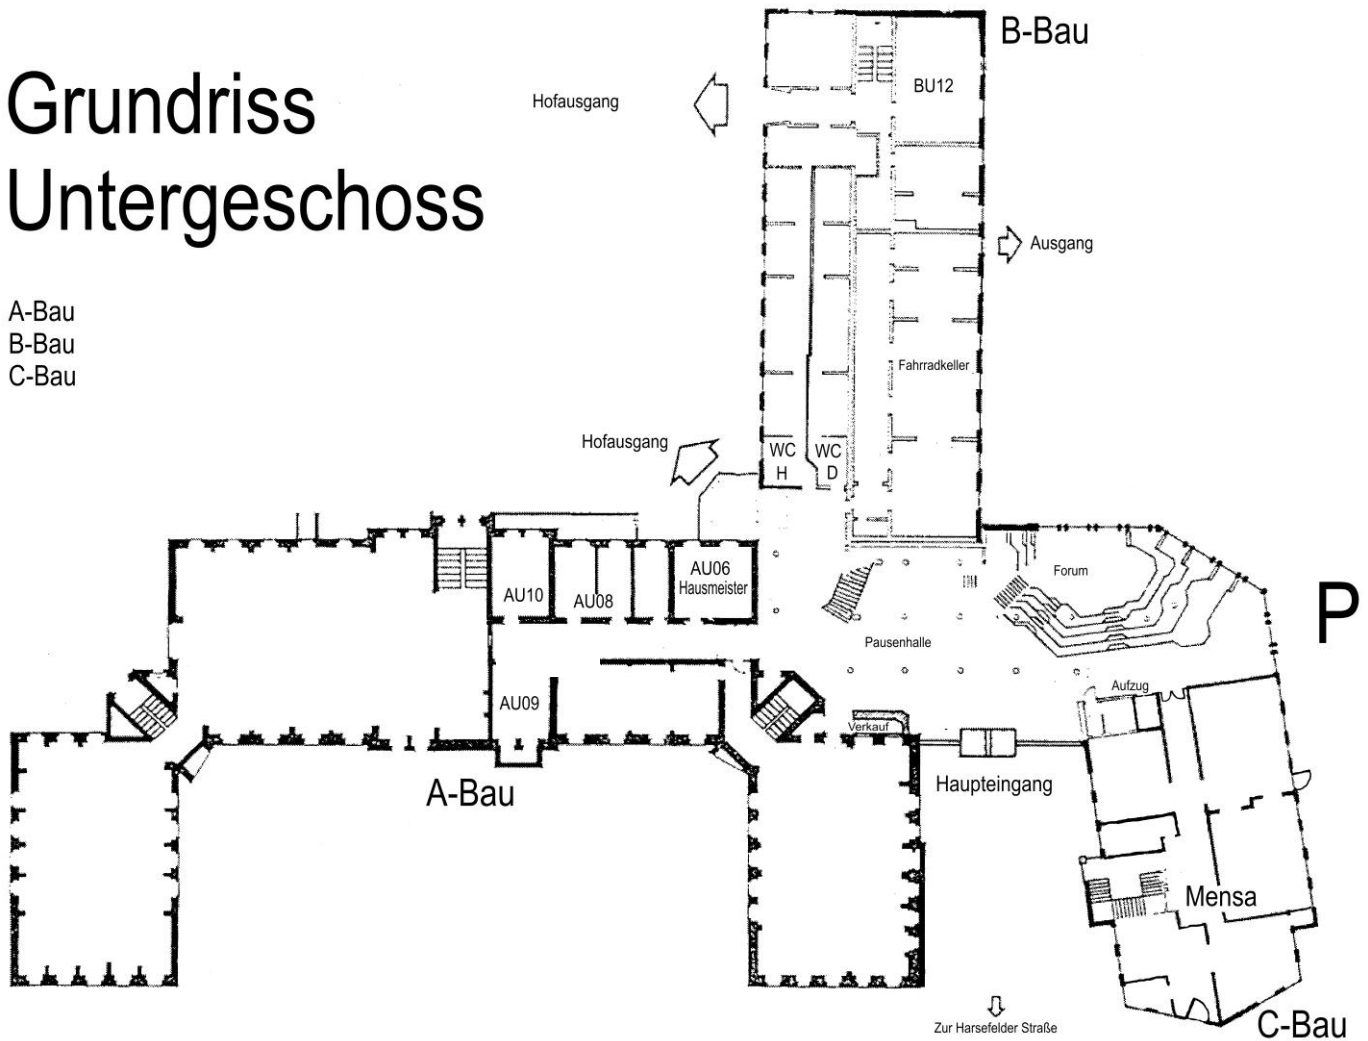 B-Bau
Grundriss
Untergeschoss
Hofausgang
BU12
Ausgang
A-Bau
B-Bau
C-Bau
Fahrradkeller
Hofausgang
WC
H
WC
D
AU10
AU08
AU06
Hausmeister
Forum
P
Pausenhalle
AU09
Aufzug
Verkauf
A-Bau
Haupteingang
Mensa
Zur Harsefelder Straße
C-Bau